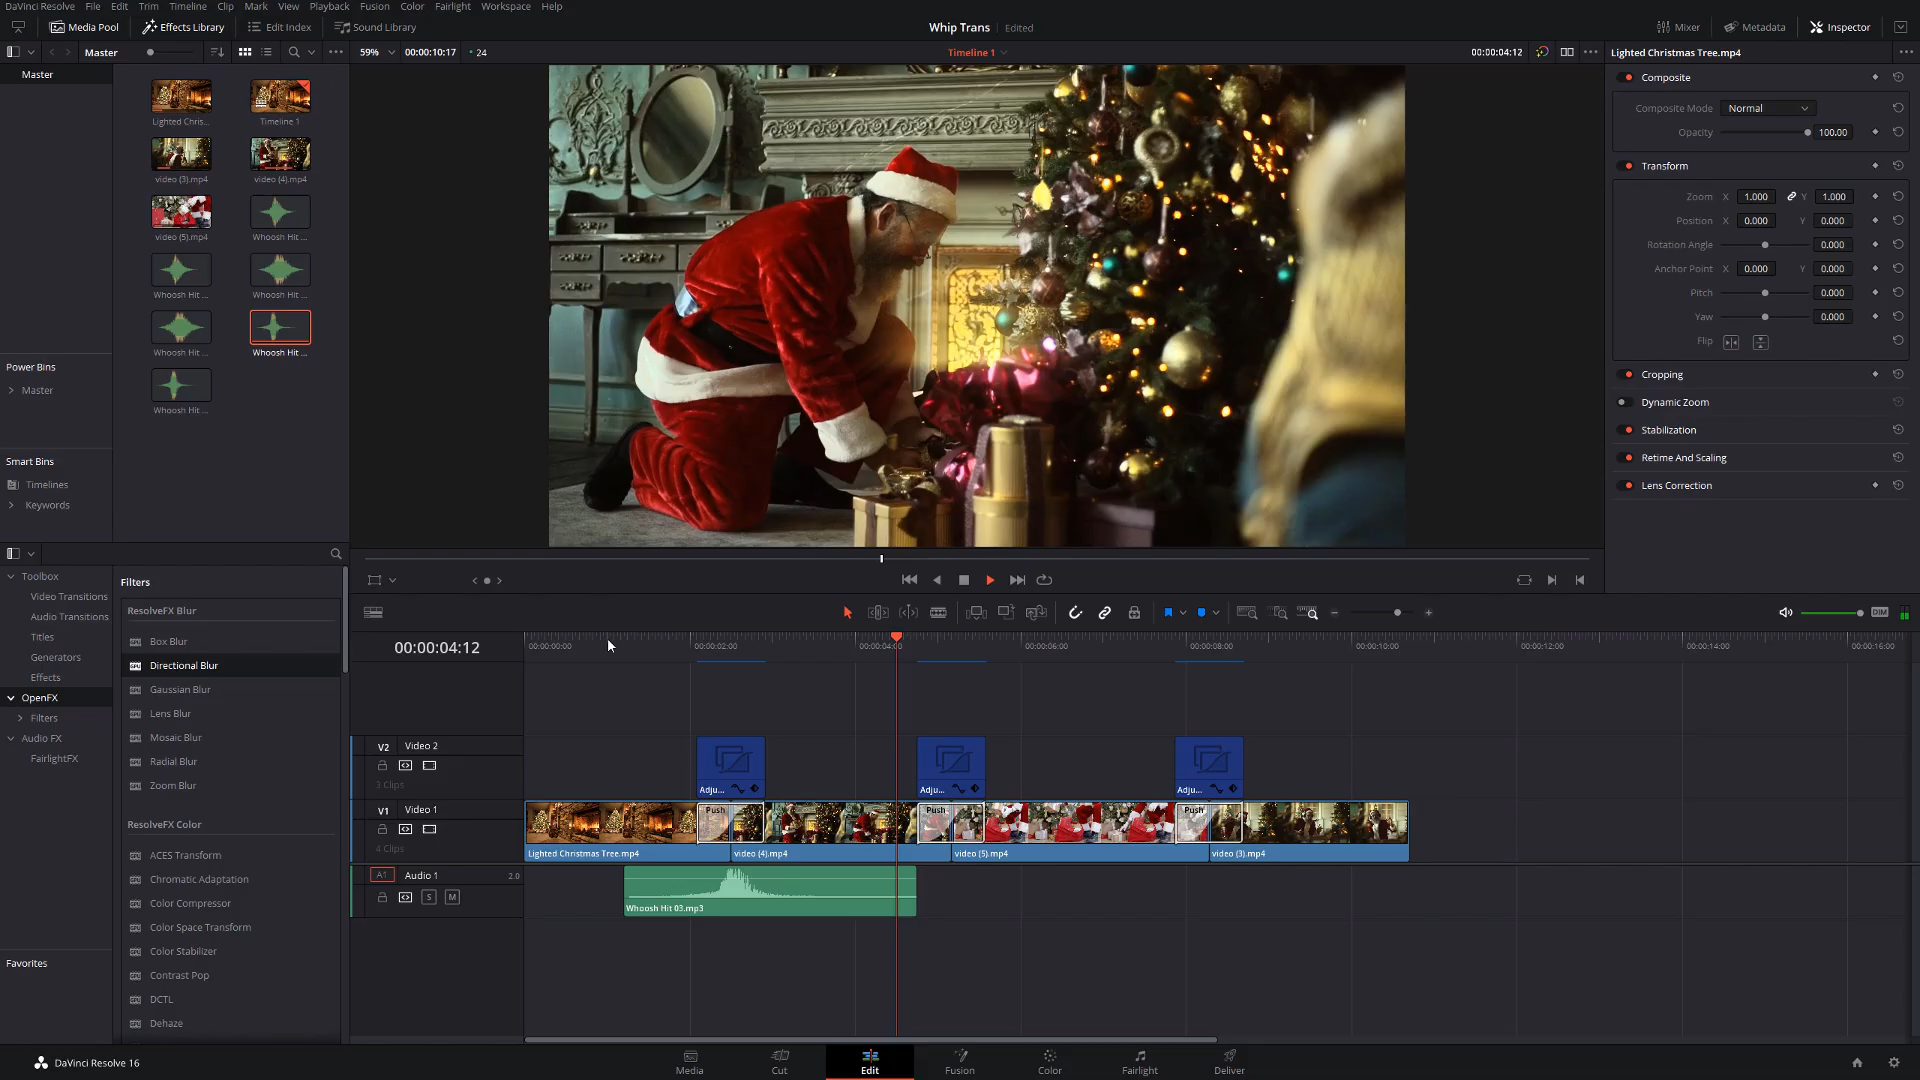 DaVinci Resolve File Edit Trim Timeline Clip Mark View Playback Fusion Color Fairlight Workspace Help
Media Pool Effects Library Edit Index Sound Library
Whip Trans Edited
Mixer Metadata Inspector
Master
59% 00:00:10:17 24
Timeline 1
00:00:04:12
Lighted Christmas Tree.mp4
Master
Lighted Chris... Timeline 1
video (3).mp4 video (4).mp4
video (5).mp4 Whoosh Hit ...
Whoosh Hit ... Whoosh Hit ...
Whoosh Hit ... Whoosh Hit ...
Whoosh Hit ...
Power Bins
Master
Smart Bins
Timelines
Keywords
Composite
Composite Mode Normal
Opacity 100.00
Transform
Zoom X 1.000 Y 1.000
Position X 0.000 Y 0.000
Rotation Angle 0.000
Anchor Point X 0.000 Y 0.000
Pitch 0.000
Yaw 0.000
Flip
Cropping
Dynamic Zoom
Stabilization
Retime And Scaling
Lens Correction
Toolbox
Video Transitions
Audio Transitions
Titles
Generators
Effects
OpenFX
Filters
Audio FX
FairlightFX
Favorites
Filters
ResolveFX Blur
Box Blur
Directional Blur
Gaussian Blur
Lens Blur
Mosaic Blur
Radial Blur
Zoom Blur
ResolveFX Color
ACES Transform
Chromatic Adaptation
Color Compressor
Color Space Transform
Color Stabilizer
Contrast Pop
DCTL
Dehaze
DIM
00:00:04:12
00:00:00:00 00:00:02:00 00:00:04:00 00:00:06:00 00:00:08:00 00:00:10:00 00:00:12:00 00:00:14:00 00:00:16:00
V2 Video 2
3 Clips
Adju... Adju... Adju...
V1 Video 1
4 Clips
Push Push Push
Lighted Christmas Tree.mp4 video (4).mp4 video (5).mp4 video (3).mp4
A1 Audio 1 2.0
S M
Whoosh Hit 03.mp3
DaVinci Resolve 16
Media Cut Edit Fusion Color Fairlight Deliver